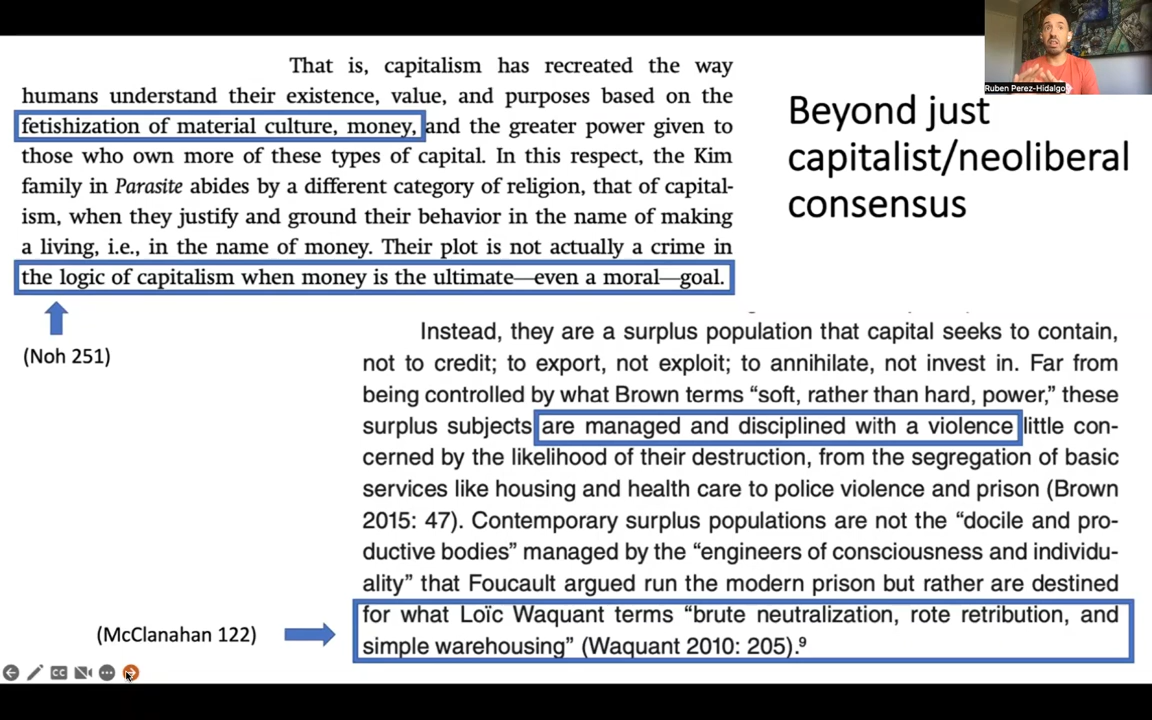 That is, capitalism has recreated the way
humans understand their existence, value, and purposes based on the
fetishization of material culture, money, and the greater power given to
those who own more of these types of capital. In this respect, the Kim
family in Parasite abides by a different category of religion, that of capital-
ism, when they justify and ground their behavior in the name of making
a living, i.e., in the name of money. Their plot is not actually a crime in
the logic of capitalism when money is the ultimate—even a moral—goal.
(Noh 251)
Ruben Perez-Hidalgo
Beyond just
capitalist/neoliberal
consensus
Instead, they are a surplus population that capital seeks to contain,
not to credit; to export, not exploit; to annihilate, not invest in. Far from
being controlled by what Brown terms “soft, rather than hard, power,” these
surplus subjects are managed and disciplined with a violence little con-
cerned by the likelihood of their destruction, from the segregation of basic
services like housing and health care to police violence and prison (Brown
2015: 47). Contemporary surplus populations are not the “docile and pro-
ductive bodies” managed by the “engineers of consciousness and individu-
ality” that Foucault argued run the modern prison but rather are destined
for what Loïc Waquant terms “brute neutralization, rote retribution, and
simple warehousing” (Waquant 2010: 205).⁹
(McClanahan 122)
CC